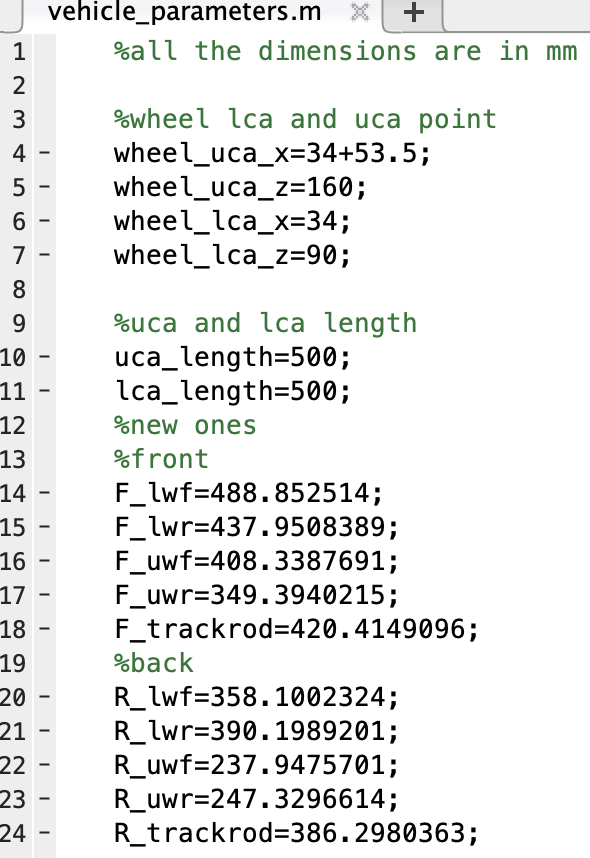 vehicle_parameters.m
1 %all the dimensions are in mm
2
3 %wheel lca and uca point
4 - wheel_uca_x=34+53.5;
5 - wheel_uca_z=160;
6 - wheel_lca_x=34;
7 - wheel_lca_z=90;
8
9 %uca and lca length
10 - uca_length=500;
11 - lca_length=500;
12 %new ones
13 %front
14 - F_lwf=488.852514;
15 - F_lwr=437.9508389;
16 - F_uwf=408.3387691;
17 - F_uwr=349.3940215;
18 - F_trackrod=420.4149096;
19 %back
20 - R_lwf=358.1002324;
21 - R_lwr=390.1989201;
22 - R_uwf=237.9475701;
23 - R_uwr=247.3296614;
24 - R_trackrod=386.2980363;